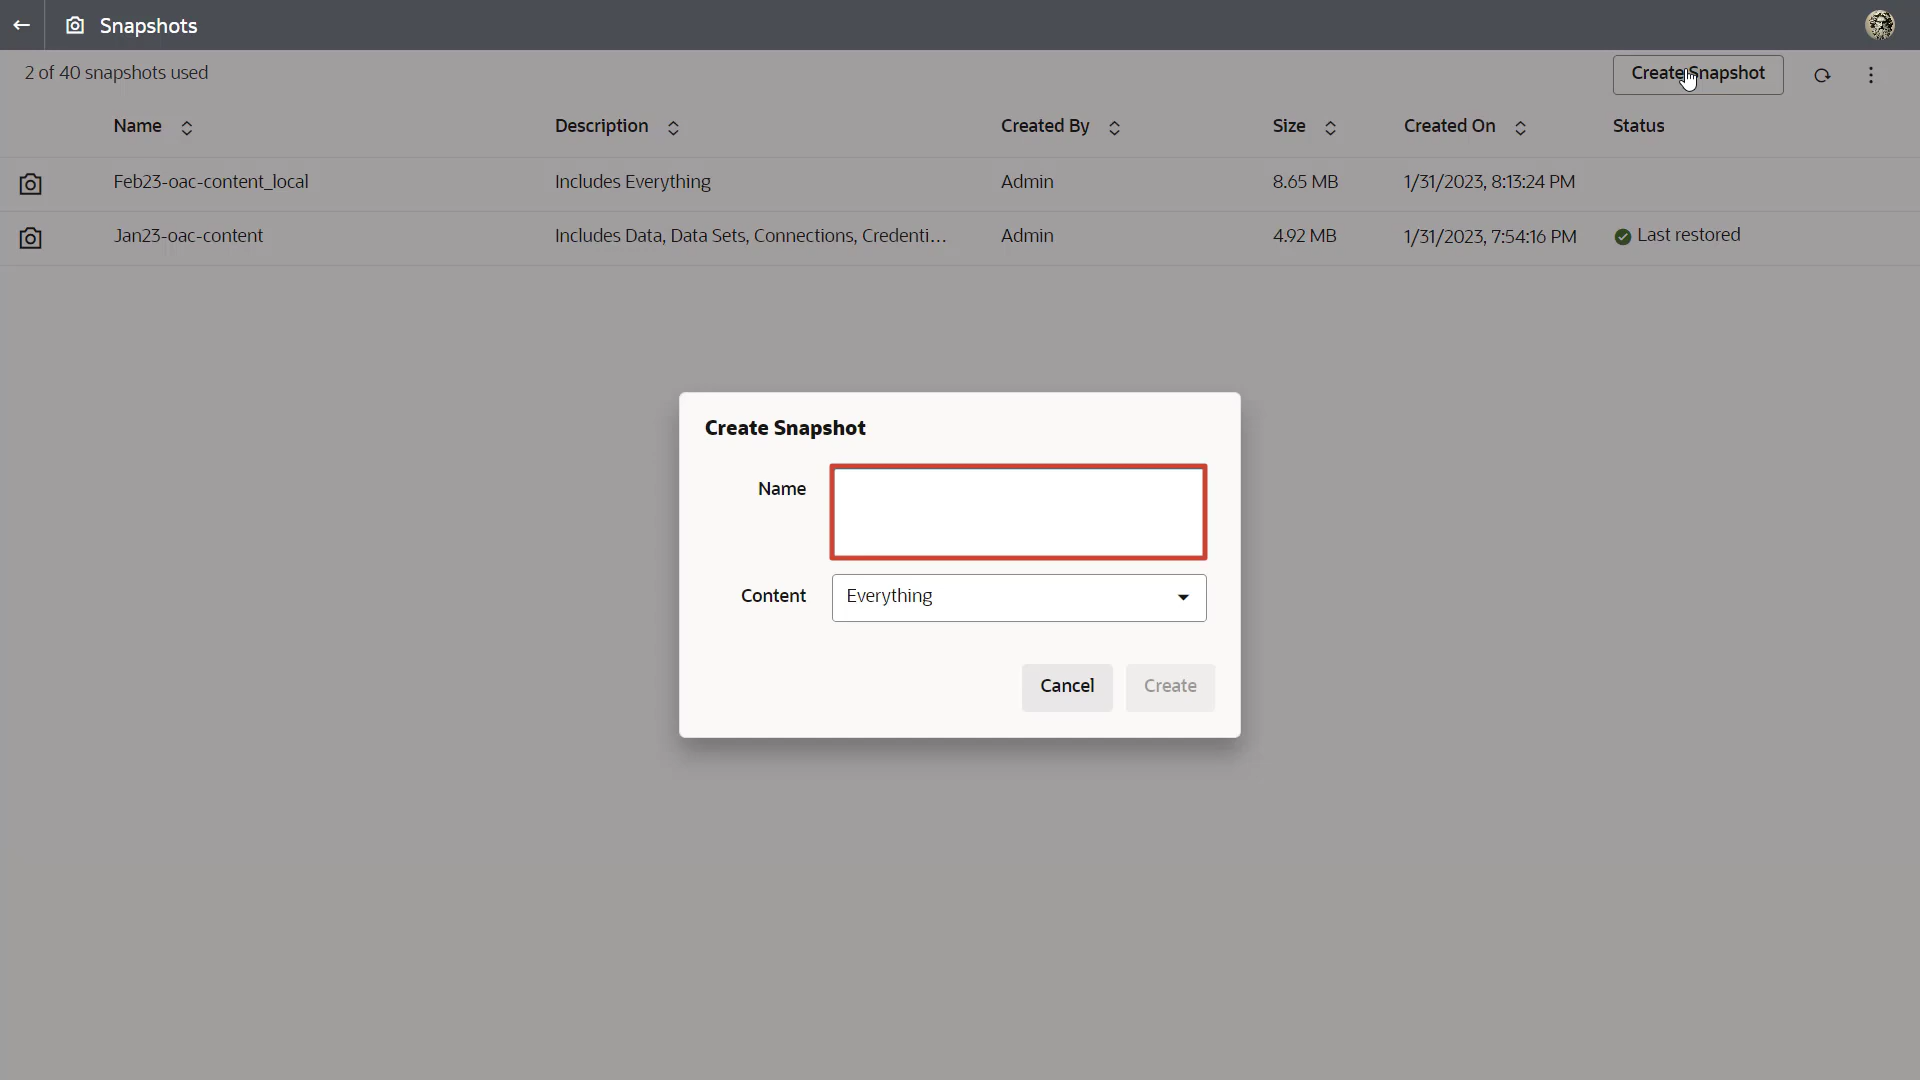 Snapshots
2 of 40 snapshots used
Create Snapshot
Name
Description
Created By
Size
Created On
Status
Feb23-oac-content_local
Includes Everything
Admin
8.65 MB
1/31/2023, 8:13:24 PM
Jan23-oac-content
Includes Data, Data Sets, Connections, Credenti...
Admin
4.92 MB
1/31/2023, 7:54:16 PM
Last restored
Create Snapshot
Name
Content
Everything
Cancel
Create